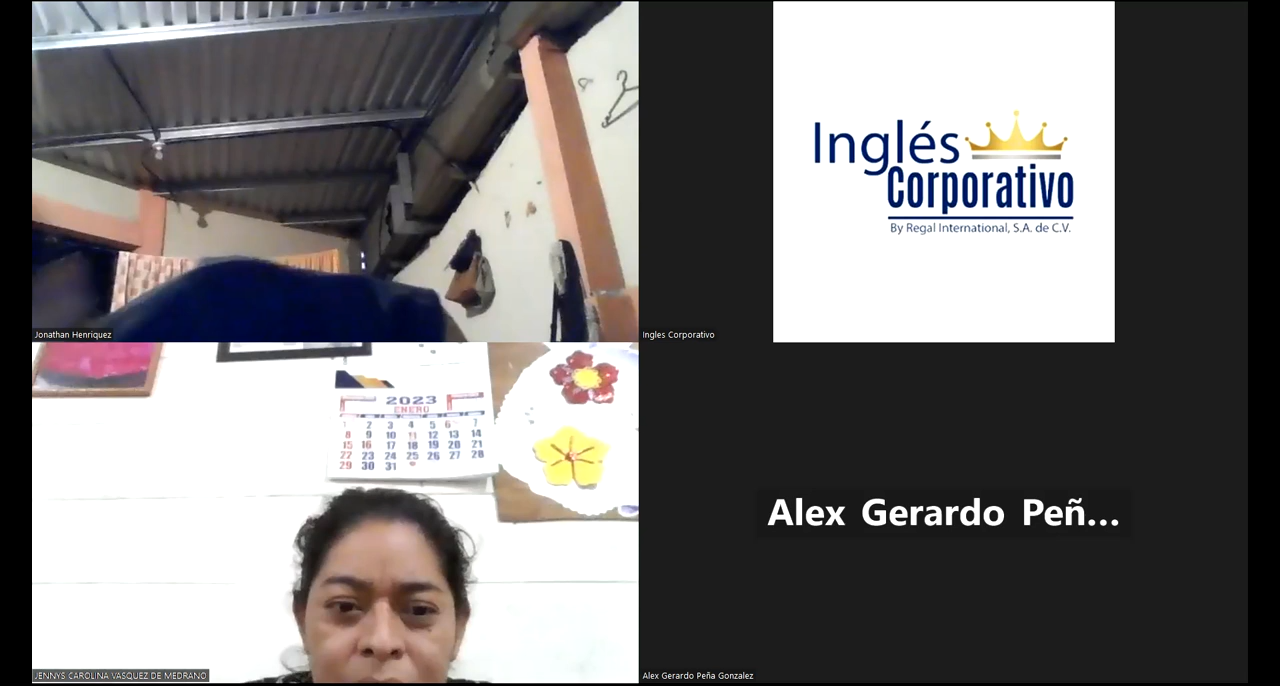 Jonathan Henriquez
Inglés
Corporativo
By Regal International, S.A. de C.V.
Ingles Corporativo
2023
ENERO
1 2 3 4 5 6 7
8 9 10 11 12 13 14
15 16 17 18 19 20 21
22 23 24 25 26 27 28
29 30 31
JENNYS CAROLINA VASQUEZ DE MEDRANO
Alex Gerardo Peñ...
Alex Gerardo Peña Gonzalez